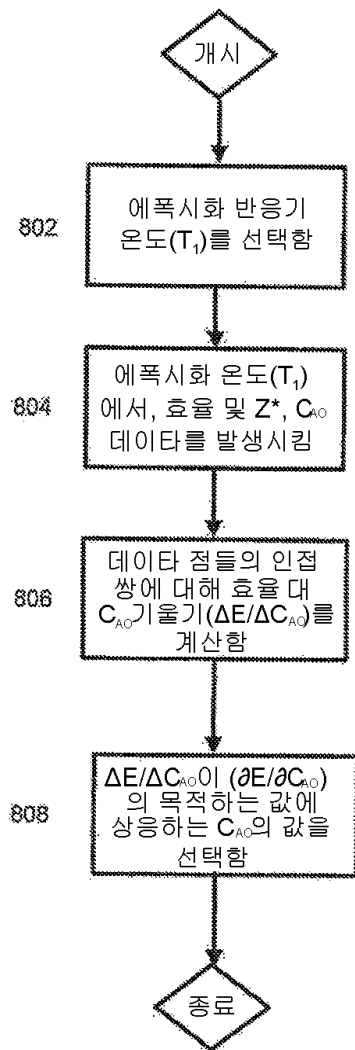 개시
802
에폭시화 반응기
온도(T₁)를 선택함
804
에폭시화 온도(T₁)
에서, 효율 및 Z*, C_AO
데이타를 발생시킴
806
데이타 점들의 인접
쌍에 대해 효율 대
C_AO기울기(ΔE/ΔC_AO)를
계산함
808
ΔE/ΔC_AO이 (∂E/∂C_AO)
의 목적하는 값에
상응하는 C_AO의 값을
선택함
종료